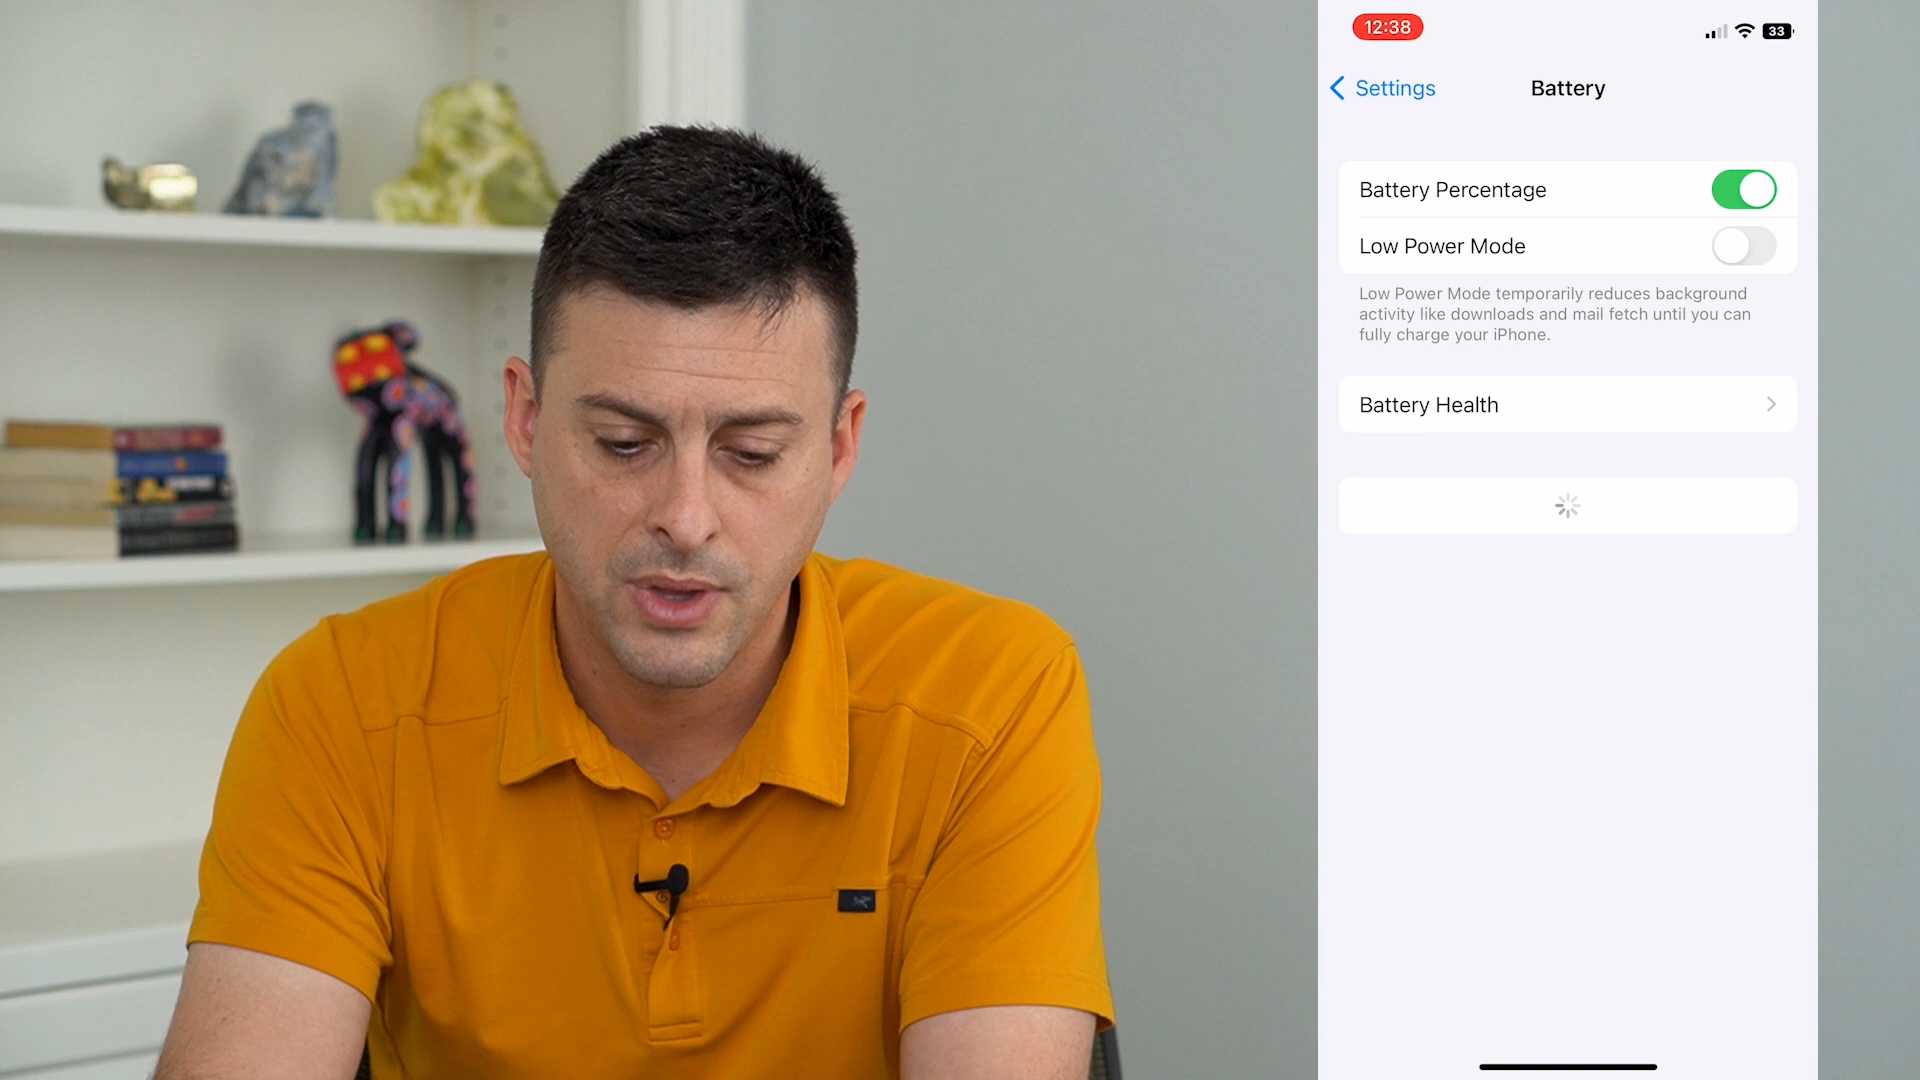 12:38
33
Settings
Battery
Battery Percentage
Low Power Mode
Low Power Mode temporarily reduces background
activity like downloads and mail fetch until you can
fully charge your iPhone.
Battery Health